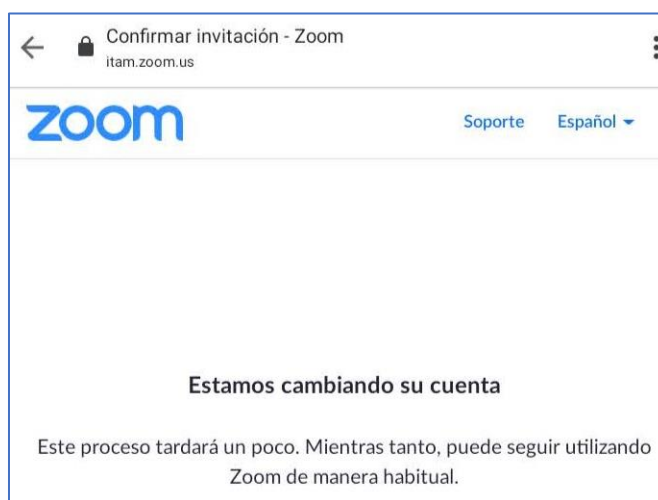 Confirmar invitación - Zoom
itam.zoom.us
zoom
Soporte Español
Estamos cambiando su cuenta
Este proceso tardará un poco. Mientras tanto, puede seguir utilizando
Zoom de manera habitual.